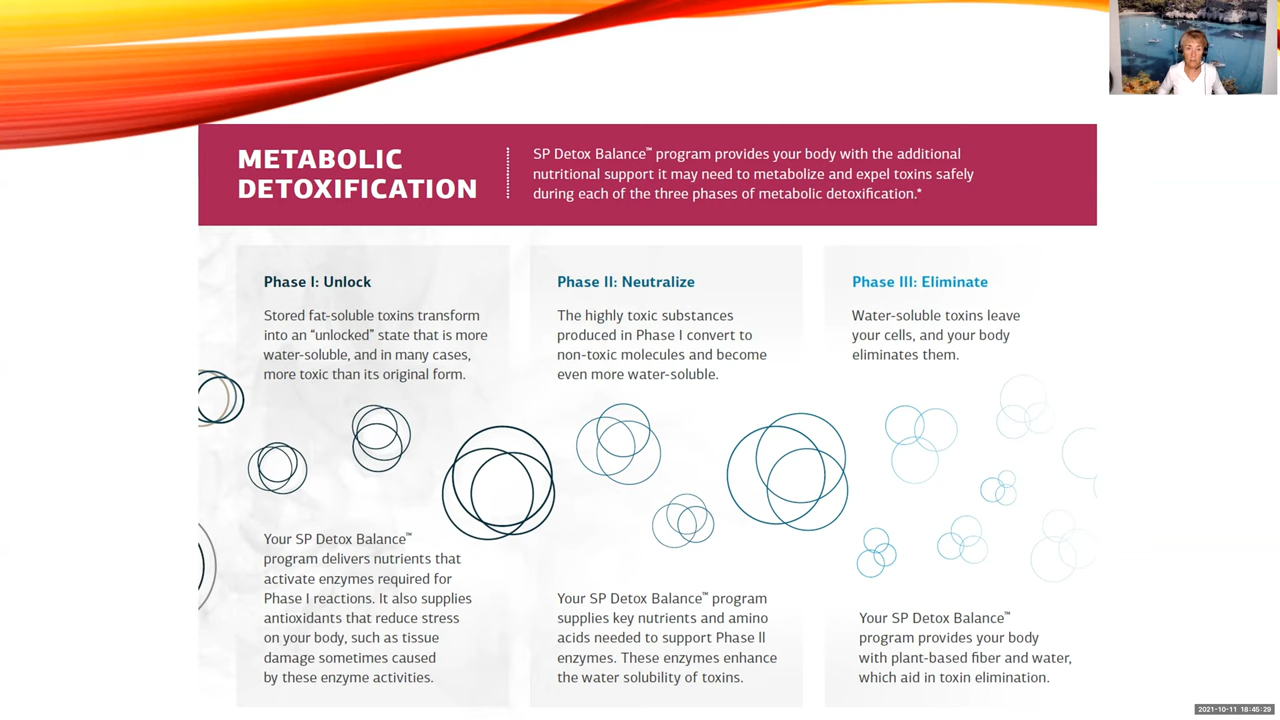 METABOLIC
DETOXIFICATION
SP Detox Balance™ program provides your body with the additional
nutritional support it may need to metabolize and expel toxins safely
during each of the three phases of metabolic detoxification.*
Phase I: Unlock
Stored fat-soluble toxins transform
into an “unlocked” state that is more
water-soluble, and in many cases,
more toxic than its original form.
Your SP Detox Balance™
program delivers nutrients that
activate enzymes required for
Phase I reactions. It also supplies
antioxidants that reduce stress
on your body, such as tissue
damage sometimes caused
by these enzyme activities.
Phase II: Neutralize
The highly toxic substances
produced in Phase I convert to
non-toxic molecules and become
even more water-soluble.
Your SP Detox Balance™ program
supplies key nutrients and amino
acids needed to support Phase II
enzymes. These enzymes enhance
the water solubility of toxins.
Phase III: Eliminate
Water-soluble toxins leave
your cells, and your body
eliminates them.
Your SP Detox Balance™
program provides your body
with plant-based fiber and water,
which aid in toxin elimination.
2021-10-11 18:45:29